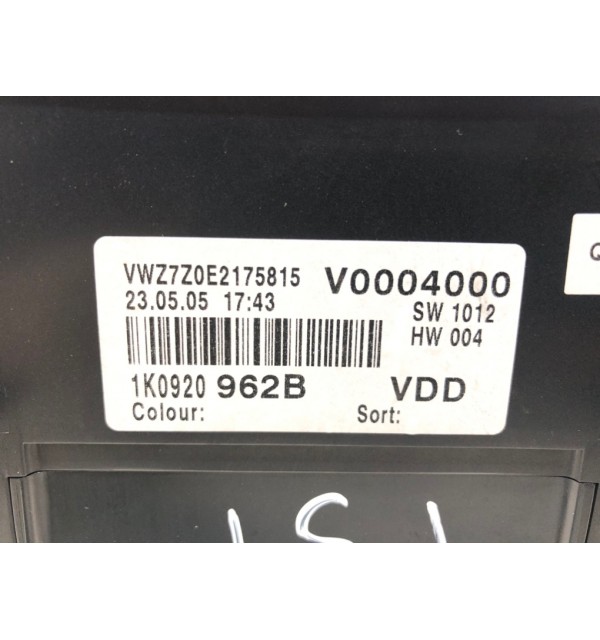 VWZ7Z0E2175815 V0004000
23.05.05 17:43 SW 1012
HW 004
1K0920 962B VDD
Colour: Sort:
Q